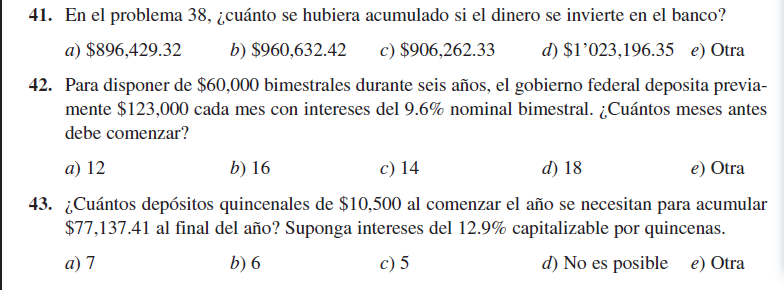 41. En el problema 38, ¿cuánto se hubiera acumulado si el dinero se invierte en el banco?
a) $896,429.32 b) $960,632.42 c) $906,262.33 d) $1’023,196.35 e) Otra
42. Para disponer de $60,000 bimestrales durante seis años, el gobierno federal deposita previa-
mente $123,000 cada mes con intereses del 9.6% nominal bimestral. ¿Cuántos meses antes
debe comenzar?
a) 12 b) 16 c) 14 d) 18 e) Otra
43. ¿Cuántos depósitos quincenales de $10,500 al comenzar el año se necesitan para acumular
$77,137.41 al final del año? Suponga intereses del 12.9% capitalizable por quincenas.
a) 7 b) 6 c) 5 d) No es posible e) Otra